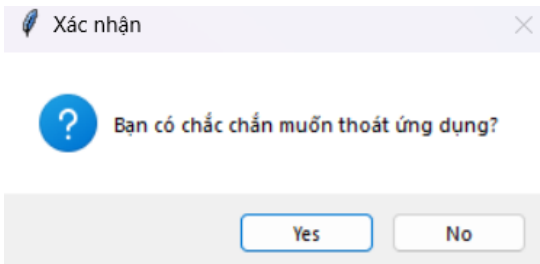 Xác nhận
Bạn có chắc chắn muốn thoát ứng dụng?
Yes
No